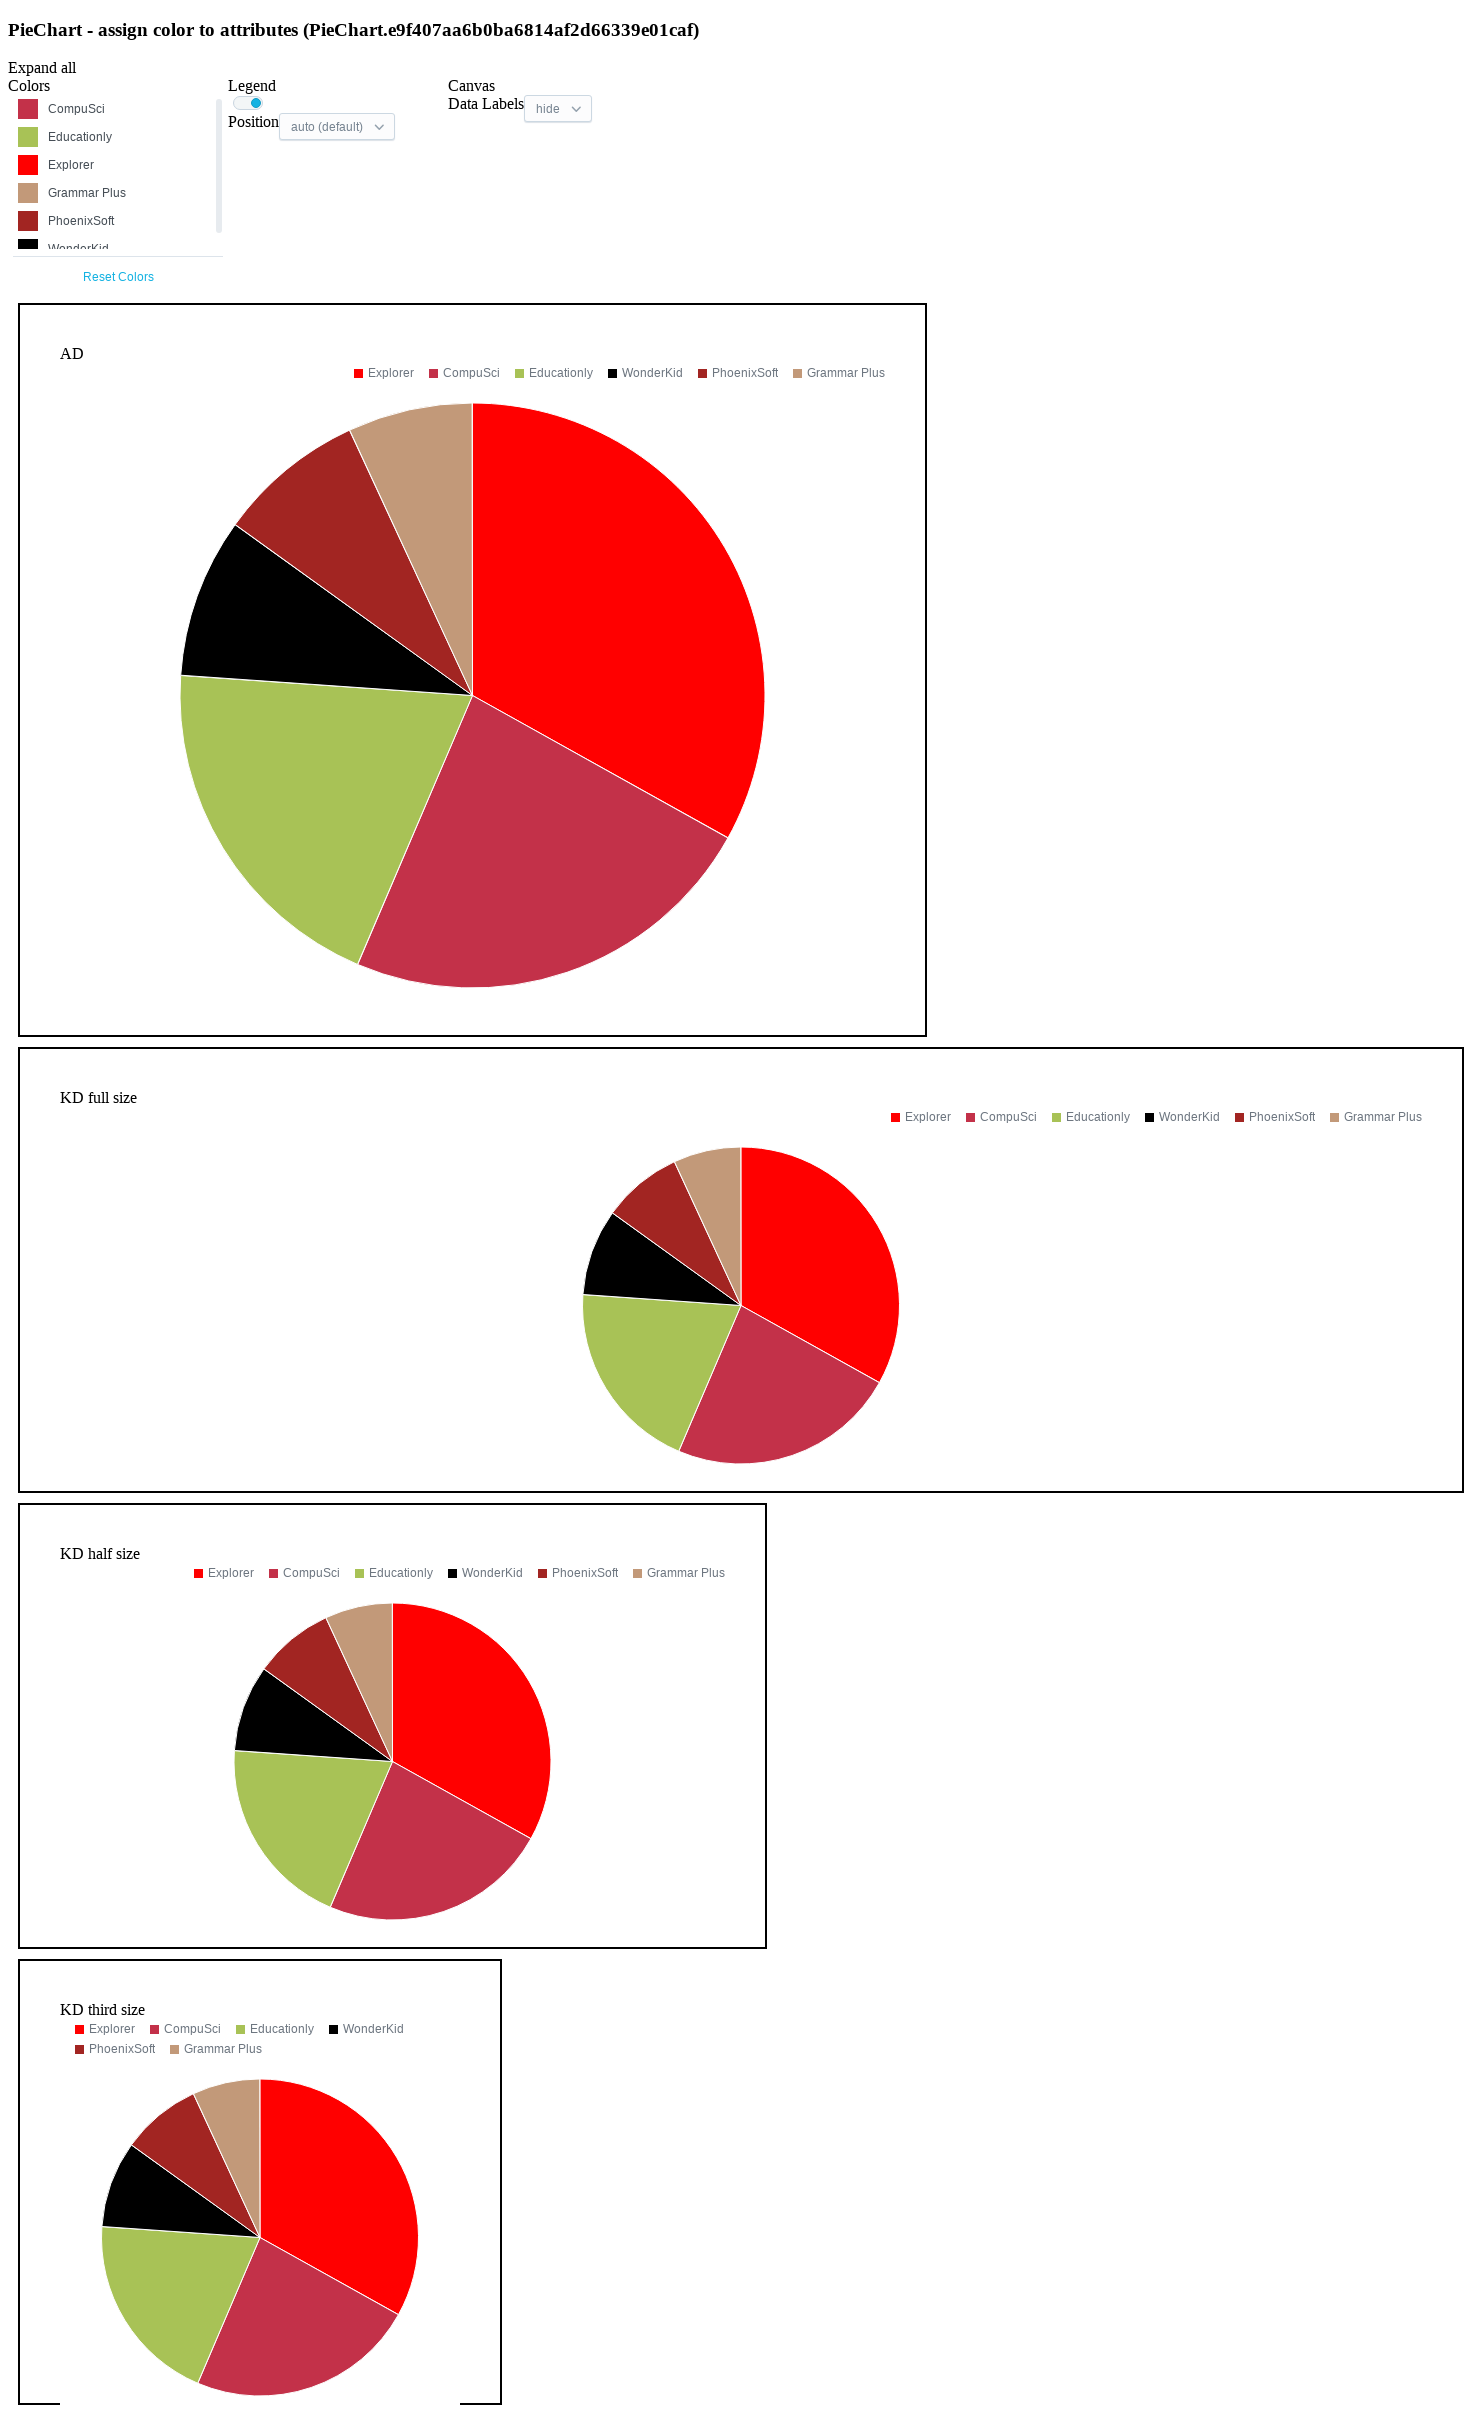 PieChart - assign color to attributes (PieChart.e9f407aa6b0ba6814af2d66339e01caf)
Expand all
Colors
CompuSci
Educationly
Explorer
Grammar Plus
PhoenixSoft
WonderKid
Reset Colors
Legend
Position auto (default)
Canvas
Data Labels hide
AD
Explorer CompuSci Educationly WonderKid PhoenixSoft Grammar Plus
KD full size
Explorer CompuSci Educationly WonderKid PhoenixSoft Grammar Plus
KD half size
Explorer CompuSci Educationly WonderKid PhoenixSoft Grammar Plus
KD third size
Explorer CompuSci Educationly WonderKid
PhoenixSoft Grammar Plus